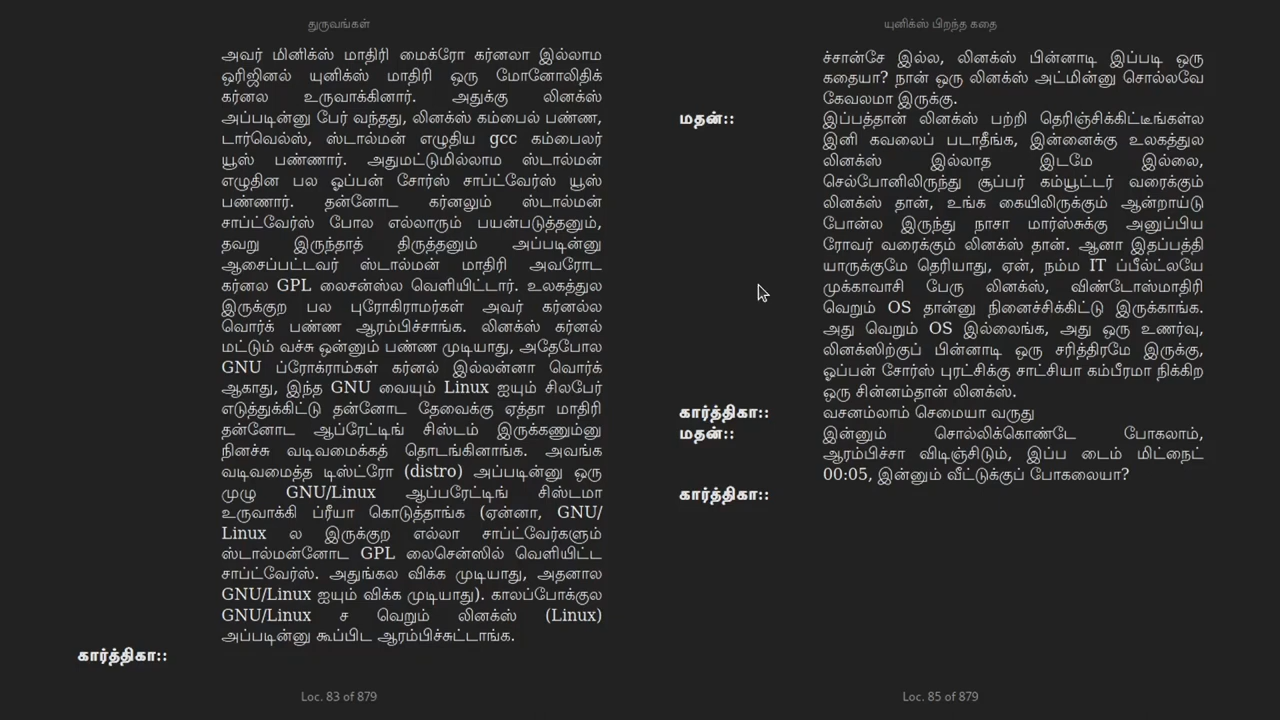 துருவங்கள்
அவர் மினிக்ஸ் மாதிரி மைக்ரோ கர்னலா இல்லாம
ஒரிஜினல் யுனிக்ஸ் மாதிரி ஒரு மோனோலிதிக்
கர்னல உருவாக்கினார். அதுக்கு லினக்ஸ்
அப்படின்னு பேர் வந்தது, லினக்ஸ் கம்பைல் பண்ண,
டார்வெல்ஸ், ஸ்டால்மன் எழுதிய gcc கம்பைலர்
யூஸ் பண்ணார். அதுமட்டுமில்லாம ஸ்டால்மன்
எழுதின பல ஓப்பன் சோர்ஸ் சாப்ட்வேர்ஸ் யூஸ்
பண்ணார். தன்னோட கர்னலும் ஸ்டால்மன்
சாப்ட்வேர்ஸ் போல எல்லாரும் பயன்படுத்தனும்,
தவறு இருந்தாத் திருத்தனும் அப்படின்னு
ஆசைப்பட்டவர் ஸ்டால்மன் மாதிரி அவரோட
கர்னல GPL லைசன்ஸ்ல வெளியிட்டார். உலகத்துல
இருக்குற பல புரோகிராமர்கள் அவர் கர்னல்ல
வொர்க் பண்ண ஆரம்பிச்சாங்க. லினக்ஸ் கர்னல்
மட்டும் வச்சு ஒன்னும் பண்ண முடியாது, அதேபோல
GNU ப்ரோக்ராம்கள் கர்னல் இல்லன்னா வொர்க்
ஆகாது, இந்த GNU வையும் Linux ஐயும் சிலபேர்
எடுத்துக்கிட்டு தன்னோட தேவைக்கு ஏத்தா மாதிரி
தன்னோட ஆப்ரேட்டிங் சிஸ்டம் இருக்கணும்னு
நினச்சு வடிவமைக்கத் தொடங்கினாங்க. அவங்க
வடிவமைத்த டிஸ்ட்ரோ (distro) அப்படின்னு ஒரு
முழு GNU/Linux ஆப்பரேட்டிங் சிஸ்டமா
உருவாக்கி ப்ரீயா கொடுத்தாங்க (ஏன்னா, GNU/
Linux ல இருக்குற எல்லா சாப்ட்வேர்களும்
ஸ்டால்மன்னோட GPL லைசென்ஸில் வெளியிட்ட
சாப்ட்வேர்ஸ். அதுங்கல விக்க முடியாது, அதனால
GNU/Linux ஐயும் விக்க முடியாது). காலப்போக்குல
GNU/Linux ச வெறும் லினக்ஸ் (Linux)
அப்படின்னு கூப்பிட ஆரம்பிச்சுட்டாங்க.
கார்த்திகா::
Loc. 83 of 879
யுனிக்ஸ் பிறந்த கதை
ச்சான்சே இல்ல, லினக்ஸ் பின்னாடி இப்படி ஒரு
கதையா? நான் ஒரு லினக்ஸ் அட்மின்னு சொல்லவே
கேவலமா இருக்கு.
மதன்:: இப்பத்தான் லினக்ஸ் பற்றி தெரிஞ்சிக்கிட்டீங்கள்ல
இனி கவலைப் படாதீங்க, இன்னைக்கு உலகத்துல
லினக்ஸ் இல்லாத இடமே இல்லை,
செல்போனிலிருந்து சூப்பர் கம்யூட்டர் வரைக்கும்
லினக்ஸ் தான், உங்க கையிலிருக்கும் ஆன்றாய்டு
போன்ல இருந்து நாசா மார்ஸ்சுக்கு அனுப்பிய
ரோவர் வரைக்கும் லினக்ஸ் தான். ஆனா இதப்பத்தி
யாருக்குமே தெரியாது, ஏன், நம்ம IT ப்பீல்ட்லயே
முக்காவாசி பேரு லினக்ஸ், விண்டோஸ்மாதிரி
வெறும் OS தான்னு நினைச்சிக்கிட்டு இருக்காங்க.
அது வெறும் OS இல்லைங்க, அது ஒரு உணர்வு,
லினக்ஸிற்குப் பின்னாடி ஒரு சரித்திரமே இருக்கு,
ஓப்பன் சோர்ஸ் புரட்சிக்கு சாட்சியா கம்பீரமா நிக்கிற
ஒரு சின்னம்தான் லினக்ஸ்.
கார்த்திகா:: வசனம்லாம் செமையா வருது
மதன்:: இன்னும் சொல்லிக்கொண்டே போகலாம்,
ஆரம்பிச்சா விடிஞ்சிடும், இப்ப டைம் மிட்நைட்
00:05, இன்னும் வீட்டுக்குப் போகலையா?
கார்த்திகா::
Loc. 85 of 879